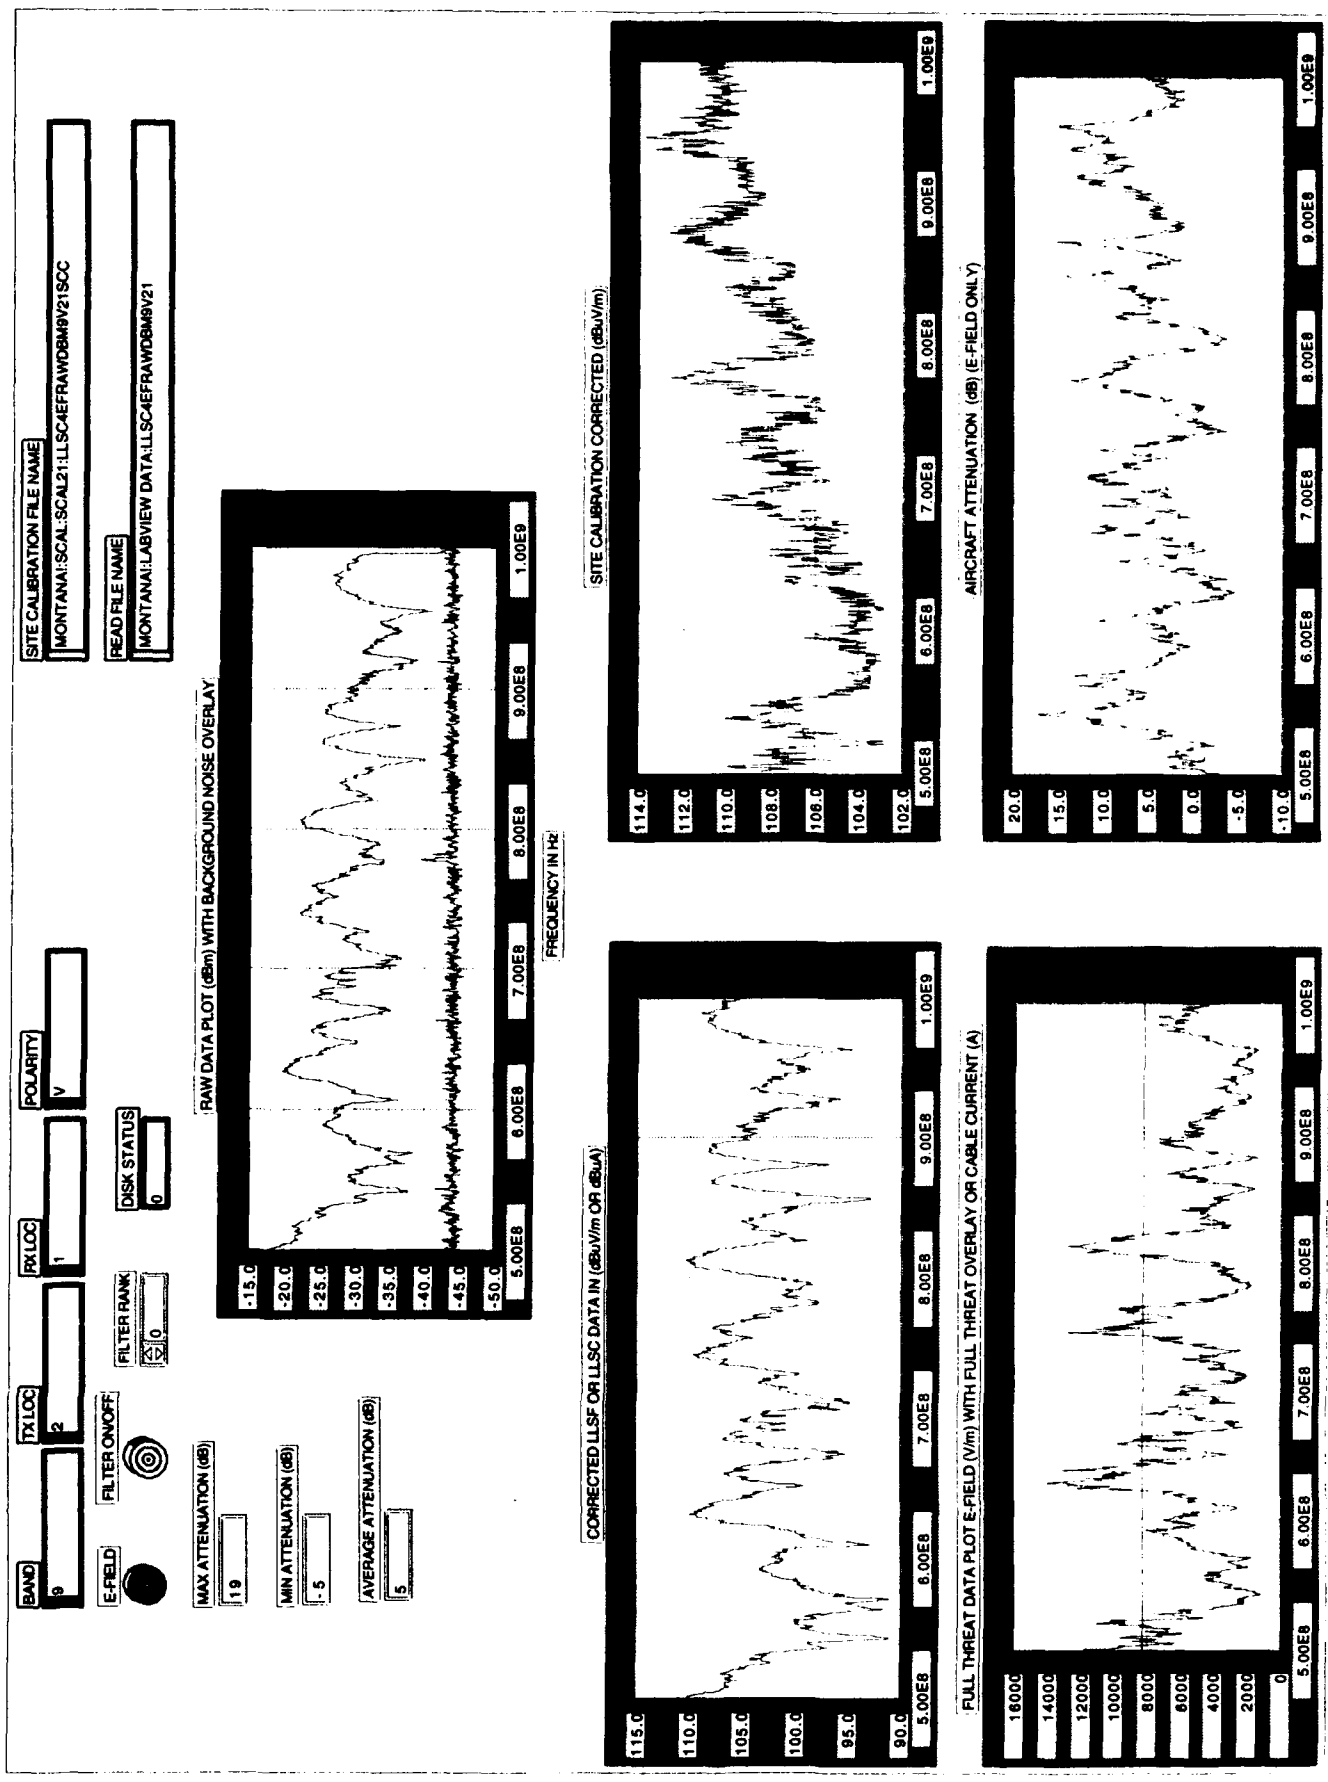 BAND
9
TX LOC
2
RX LOC
1
POLARITY
V
SITE CALIBRATION FILE NAME
MONTANAI:SCAL:SCAL21:LLSC4EFRAWDBM9V21SCC
E-FIELD
FILTER ON/OFF
FILTER RANK
0
DISK STATUS
0
READ FILE NAME
MONTANAI:LABVIEW DATA:LLSC4EFRAWDBM9V21
MAX ATTENUATION (dB)
19
MIN ATTENUATION (dB)
-5
AVERAGE ATTENUATION (dB)
5
RAW DATA PLOT (dBm) WITH BACKGROUND NOISE OVERLAY
-15.0
-20.0
-25.0
-30.0
-35.0
-40.0
-45.0
-50.0
5.00E8 6.00E8 7.00E8 8.00E8 9.00E8 1.00E9
FREQUENCY IN Hz
CORRECTED LLSF OR LLSC DATA IN (dBuV/m OR dBuA)
115.0
110.0
105.0
100.0
95.0
90.0
5.00E8 6.00E8 7.00E8 8.00E8 9.00E8 1.00E9
SITE CALIBRATION CORRECTED (dBuV/m)
114.0
112.0
110.0
108.0
106.0
104.0
102.0
5.00E8 6.00E8 7.00E8 8.00E8 9.00E8 1.00E9
FULL THREAT DATA PLOT E-FIELD (V/m) WITH FULL THREAT OVERLAY OR CABLE CURRENT (A)
16000
14000
12000
10000
8000
6000
4000
2000
0
5.00E8 6.00E8 7.00E8 8.00E8 9.00E8 1.00E9
AIRCRAFT ATTENUATION (dB) (E-FIELD ONLY)
20.0
15.0
10.0
5.0
0.0
-5.0
-10.0
5.00E8 6.00E8 7.00E8 8.00E8 9.00E8 1.00E9